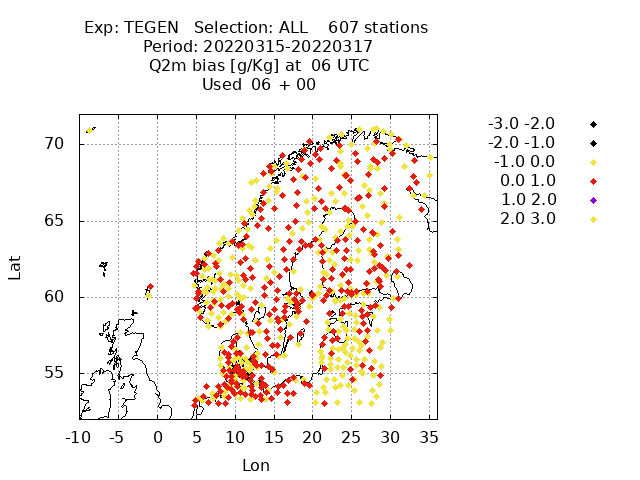 Exp: TEGEN   Selection: ALL    607 stations
Period: 20220315-20220317
Q2m bias [g/Kg] at  06 UTC
Used  06 + 00
-3.0 -2.0
-2.0 -1.0
-1.0 0.0
0.0 1.0
1.0 2.0
2.0 3.0
70
65
60
55
Lat
-10 -5 0 5 10 15 20 25 30 35
Lon